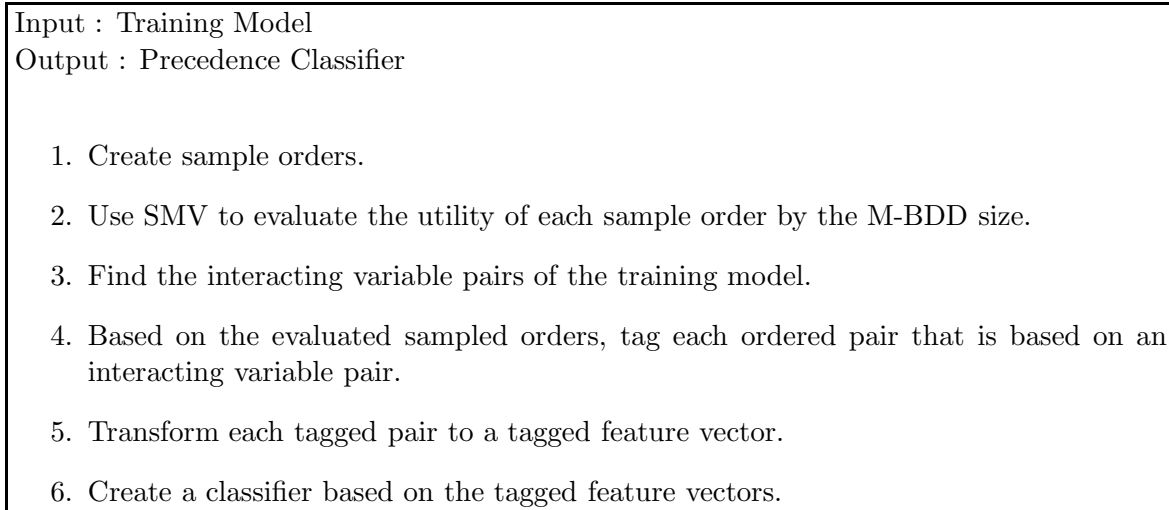 Input : Training Model
Output : Precedence Classifier
1. Create sample orders.
2. Use SMV to evaluate the utility of each sample order by the M-BDD size.
3. Find the interacting variable pairs of the training model.
4. Based on the evaluated sampled orders, tag each ordered pair that is based on an
interacting variable pair.
5. Transform each tagged pair to a tagged feature vector.
6. Create a classifier based on the tagged feature vectors.